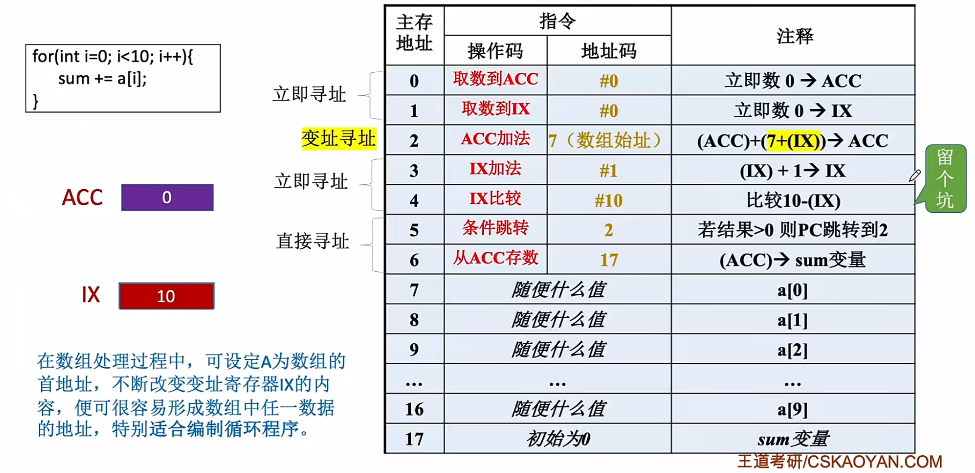 for(int i=0; i<10; i++){
sum += a[i];
}
立即寻址
变址寻址
立即寻址
直接寻址
ACC
0
IX
10
在数组处理过程中，可设定A为数组的
首地址，不断改变变址寄存器IX的内
容，便可很容易形成数组中任一数据
的地址，特别适合编制循环程序。
主存
地址
指令
注释
操作码 地址码
0 取数到ACC #0 立即数 0 → ACC
1 取数到IX #0 立即数 0 → IX
2 ACC加法 7（数组始址） (ACC)+(7+(IX))→ ACC
3 IX加法 #1 (IX) + 1→ IX
4 IX比较 #10 比较10-(IX)
5 条件跳转 2 若结果>0 则PC跳转到2
6 从ACC存数 17 (ACC)→ sum变量
7 随便什么值 a[0]
8 随便什么值 a[1]
9 随便什么值 a[2]
... ... ...
16 随便什么值 a[9]
17 初始为0 sum变量
留
个
坑
王道考研/CSKAOYAN.COM